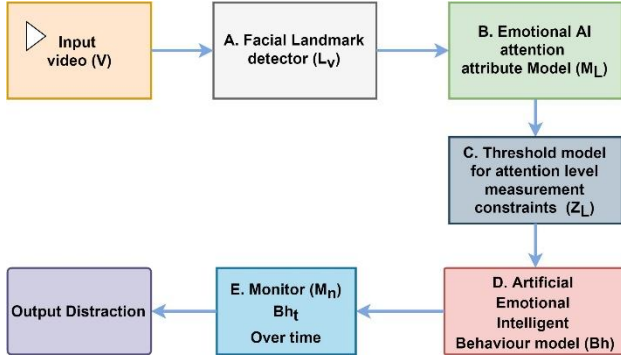 Input
video (V)
A. Facial Landmark
detector (Lv)
B. Emotional AI
attention
attribute Model (ML)
C. Threshold model
for attention level
measurement
constraints (ZL)
D. Artificial
Emotional
Intelligent
Behaviour model (Bh)
E. Monitor (Mn)
Bht
Over time
Output Distraction